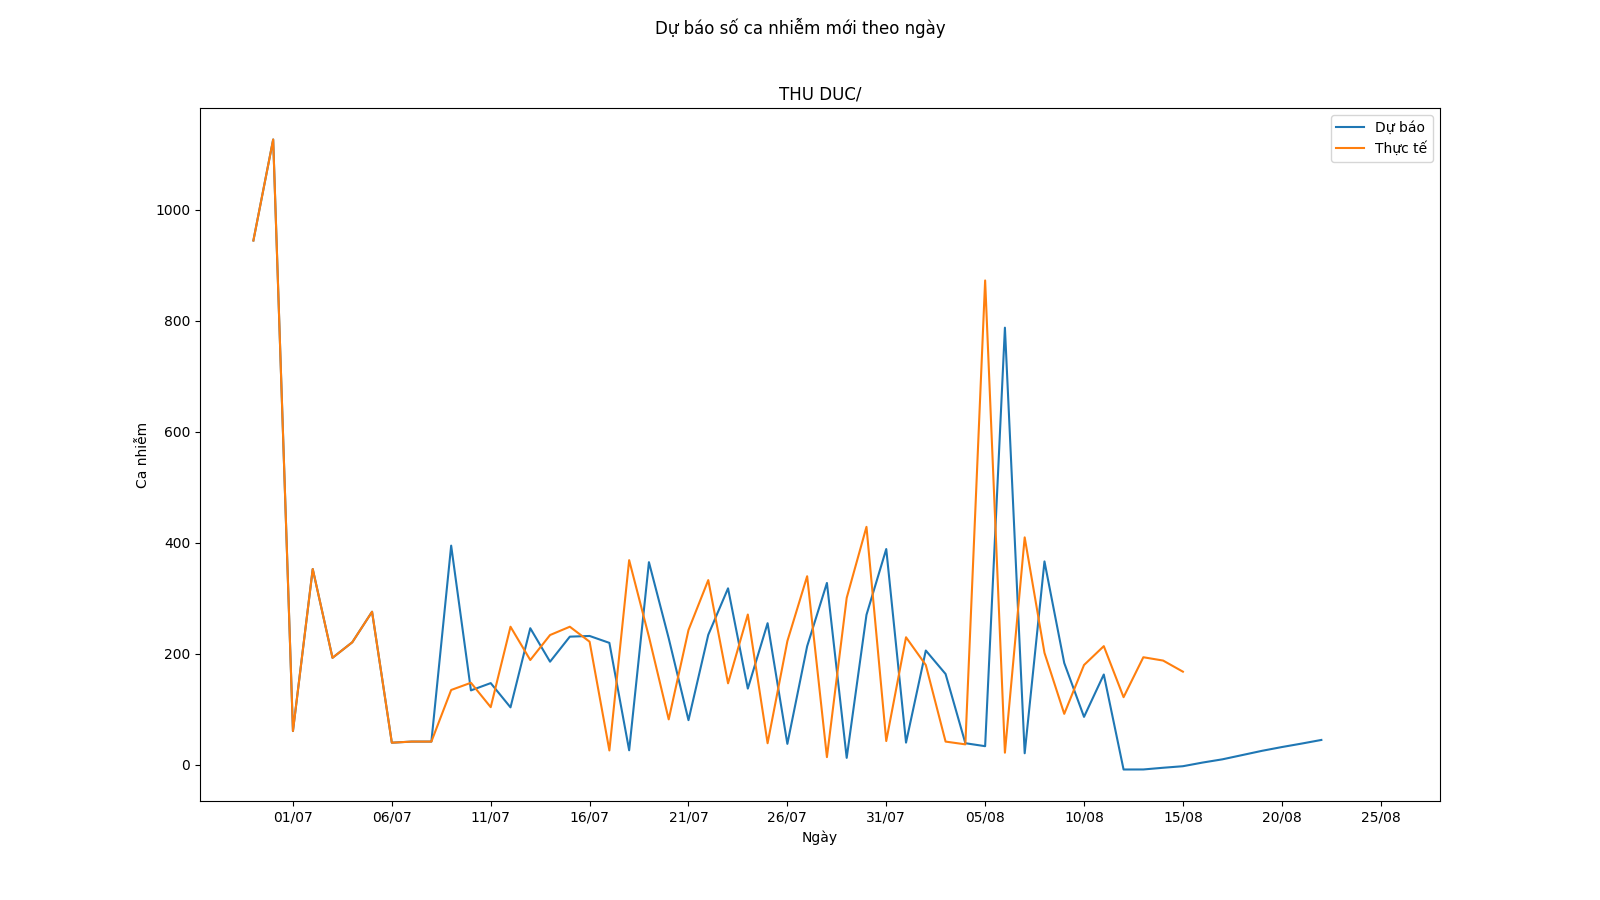 Dự báo số ca nhiễm mới theo ngày
THU DUC/
Dự báo
Thực tế
1000
800
600
400
200
0
Ca nhiễm
01/07 06/07 11/07 16/07 21/07 26/07 31/07 05/08 10/08 15/08 20/08 25/08
Ngày